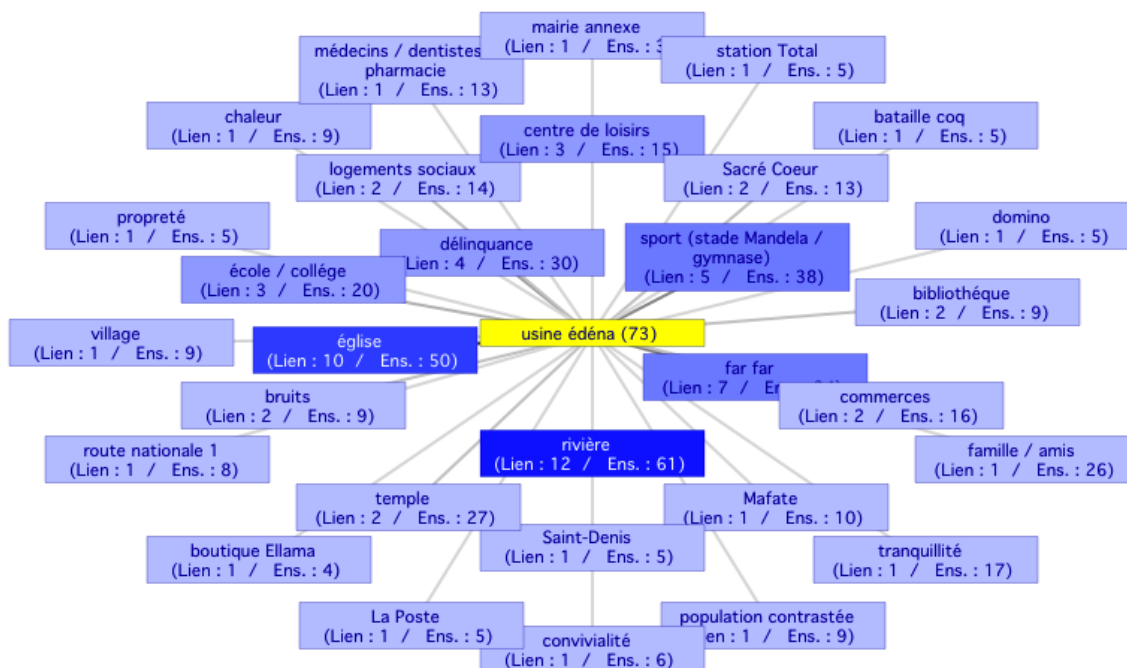 mairie annexe
(Lien : 1 / Ens. : 3
médecins / dentistes
pharmacie
(Lien : 1 / Ens. : 13)
station Total
(Lien : 1 / Ens. : 5)
chaleur
(Lien : 1 / Ens. : 9)
centre de loisirs
(Lien : 3 / Ens. : 15)
bataille coq
(Lien : 1 / Ens. : 5)
logements sociaux
(Lien : 2 / Ens. : 14)
Sacré Coeur
(Lien : 2 / Ens. : 13)
propreté
(Lien : 1 / Ens. : 5)
délinquance
(Lien : 4 / Ens. : 30)
sport (stade Mandela /
gymnase)
(Lien : 5 / Ens. : 38)
domino
(Lien : 1 / Ens. : 5)
école / collége
(Lien : 3 / Ens. : 20)
bibliothéque
(Lien : 2 / Ens. : 9)
village
(Lien : 1 / Ens. : 9)
église
(Lien : 10 / Ens. : 50)
usine édéna (73)
far far
(Lien : 7 / Ens. :
bruits
(Lien : 2 / Ens. : 9)
commerces
(Lien : 2 / Ens. : 16)
route nationale 1
(Lien : 1 / Ens. : 8)
rivière
(Lien : 12 / Ens. : 61)
famille / amis
(Lien : 1 / Ens. : 26)
temple
(Lien : 2 / Ens. : 27)
Mafate
(Lien : 1 / Ens. : 10)
boutique Ellama
(Lien : 1 / Ens. : 4)
Saint-Denis
(Lien : 1 / Ens. : 5)
tranquillité
(Lien : 1 / Ens. : 17)
La Poste
(Lien : 1 / Ens. : 5)
convivialité
(Lien : 1 / Ens. : 6)
population contrastée
Lien : 1 / Ens. : 9)